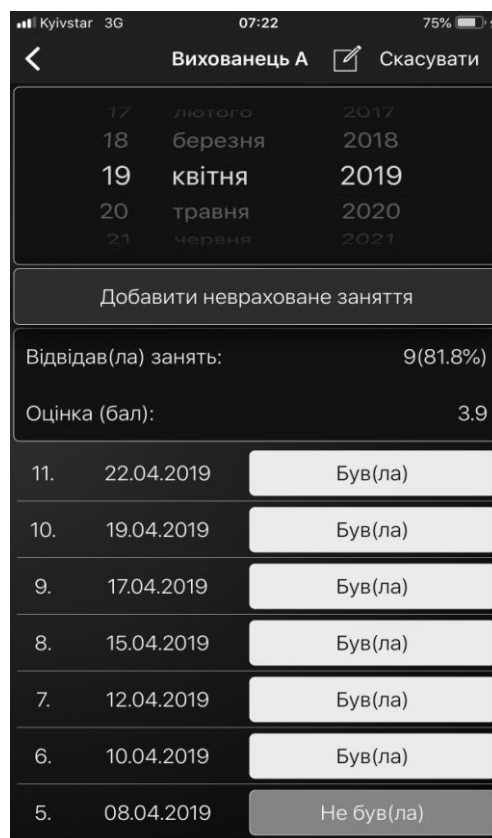 Kyivstar 3G 07:22 75%
Вихованець А Скасувати
17 лютого 2017
18 березня 2018
19 квітня 2019
20 травня 2020
21 червня 2021
Добавити невраховане заняття
Відвідав(ла) занять: 9(81.8%)
Оцінка (бал): 3.9
11. 22.04.2019 Був(ла)
10. 19.04.2019 Був(ла)
9. 17.04.2019 Був(ла)
8. 15.04.2019 Був(ла)
7. 12.04.2019 Був(ла)
6. 10.04.2019 Був(ла)
5. 08.04.2019 Не був(ла)